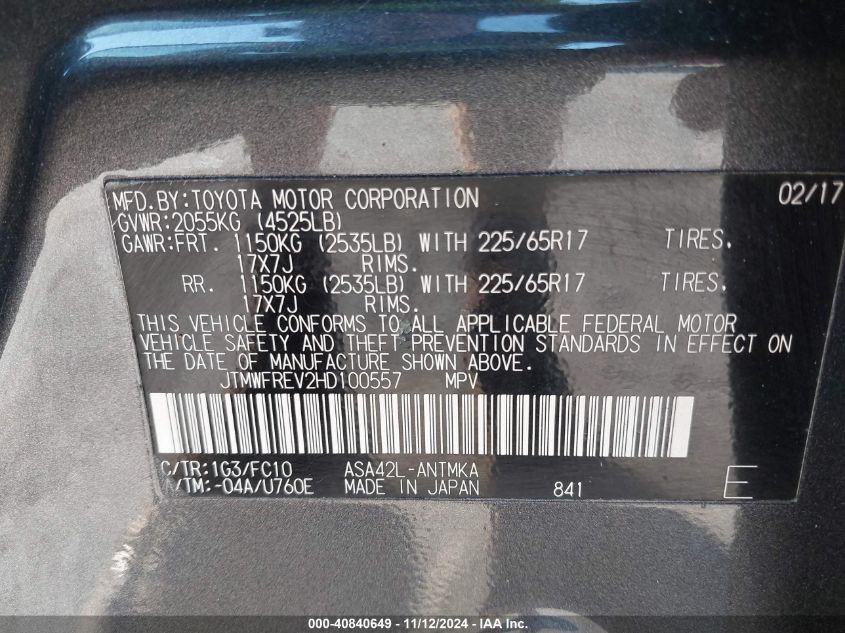 MFD.BY:TOYOTA MOTOR CORPORATION 02/17
GVWR:2055KG (4525LB)
GAWR:FRT. 1150KG (2535LB) WITH 225/65R17 TIRES.
17X7J RIMS.
RR. 1150KG (2535LB) WITH 225/65R17 TIRES.
17X7J RIMS.
THIS VEHICLE CONFORMS TO ALL APPLICABLE FEDERAL MOTOR
VEHICLE SAFETY AND THEFT PREVENTION STANDARDS IN EFFECT ON
THE DATE OF MANUFACTURE SHOWN ABOVE.
JTMWFREV2HD100557 MPV
C/TR:1G3/FC10 ASA42L-ANTMKA
A/TM:-04A/U760E MADE IN JAPAN 841 E
000-40840649 - 11/12/2024 - IAA Inc.